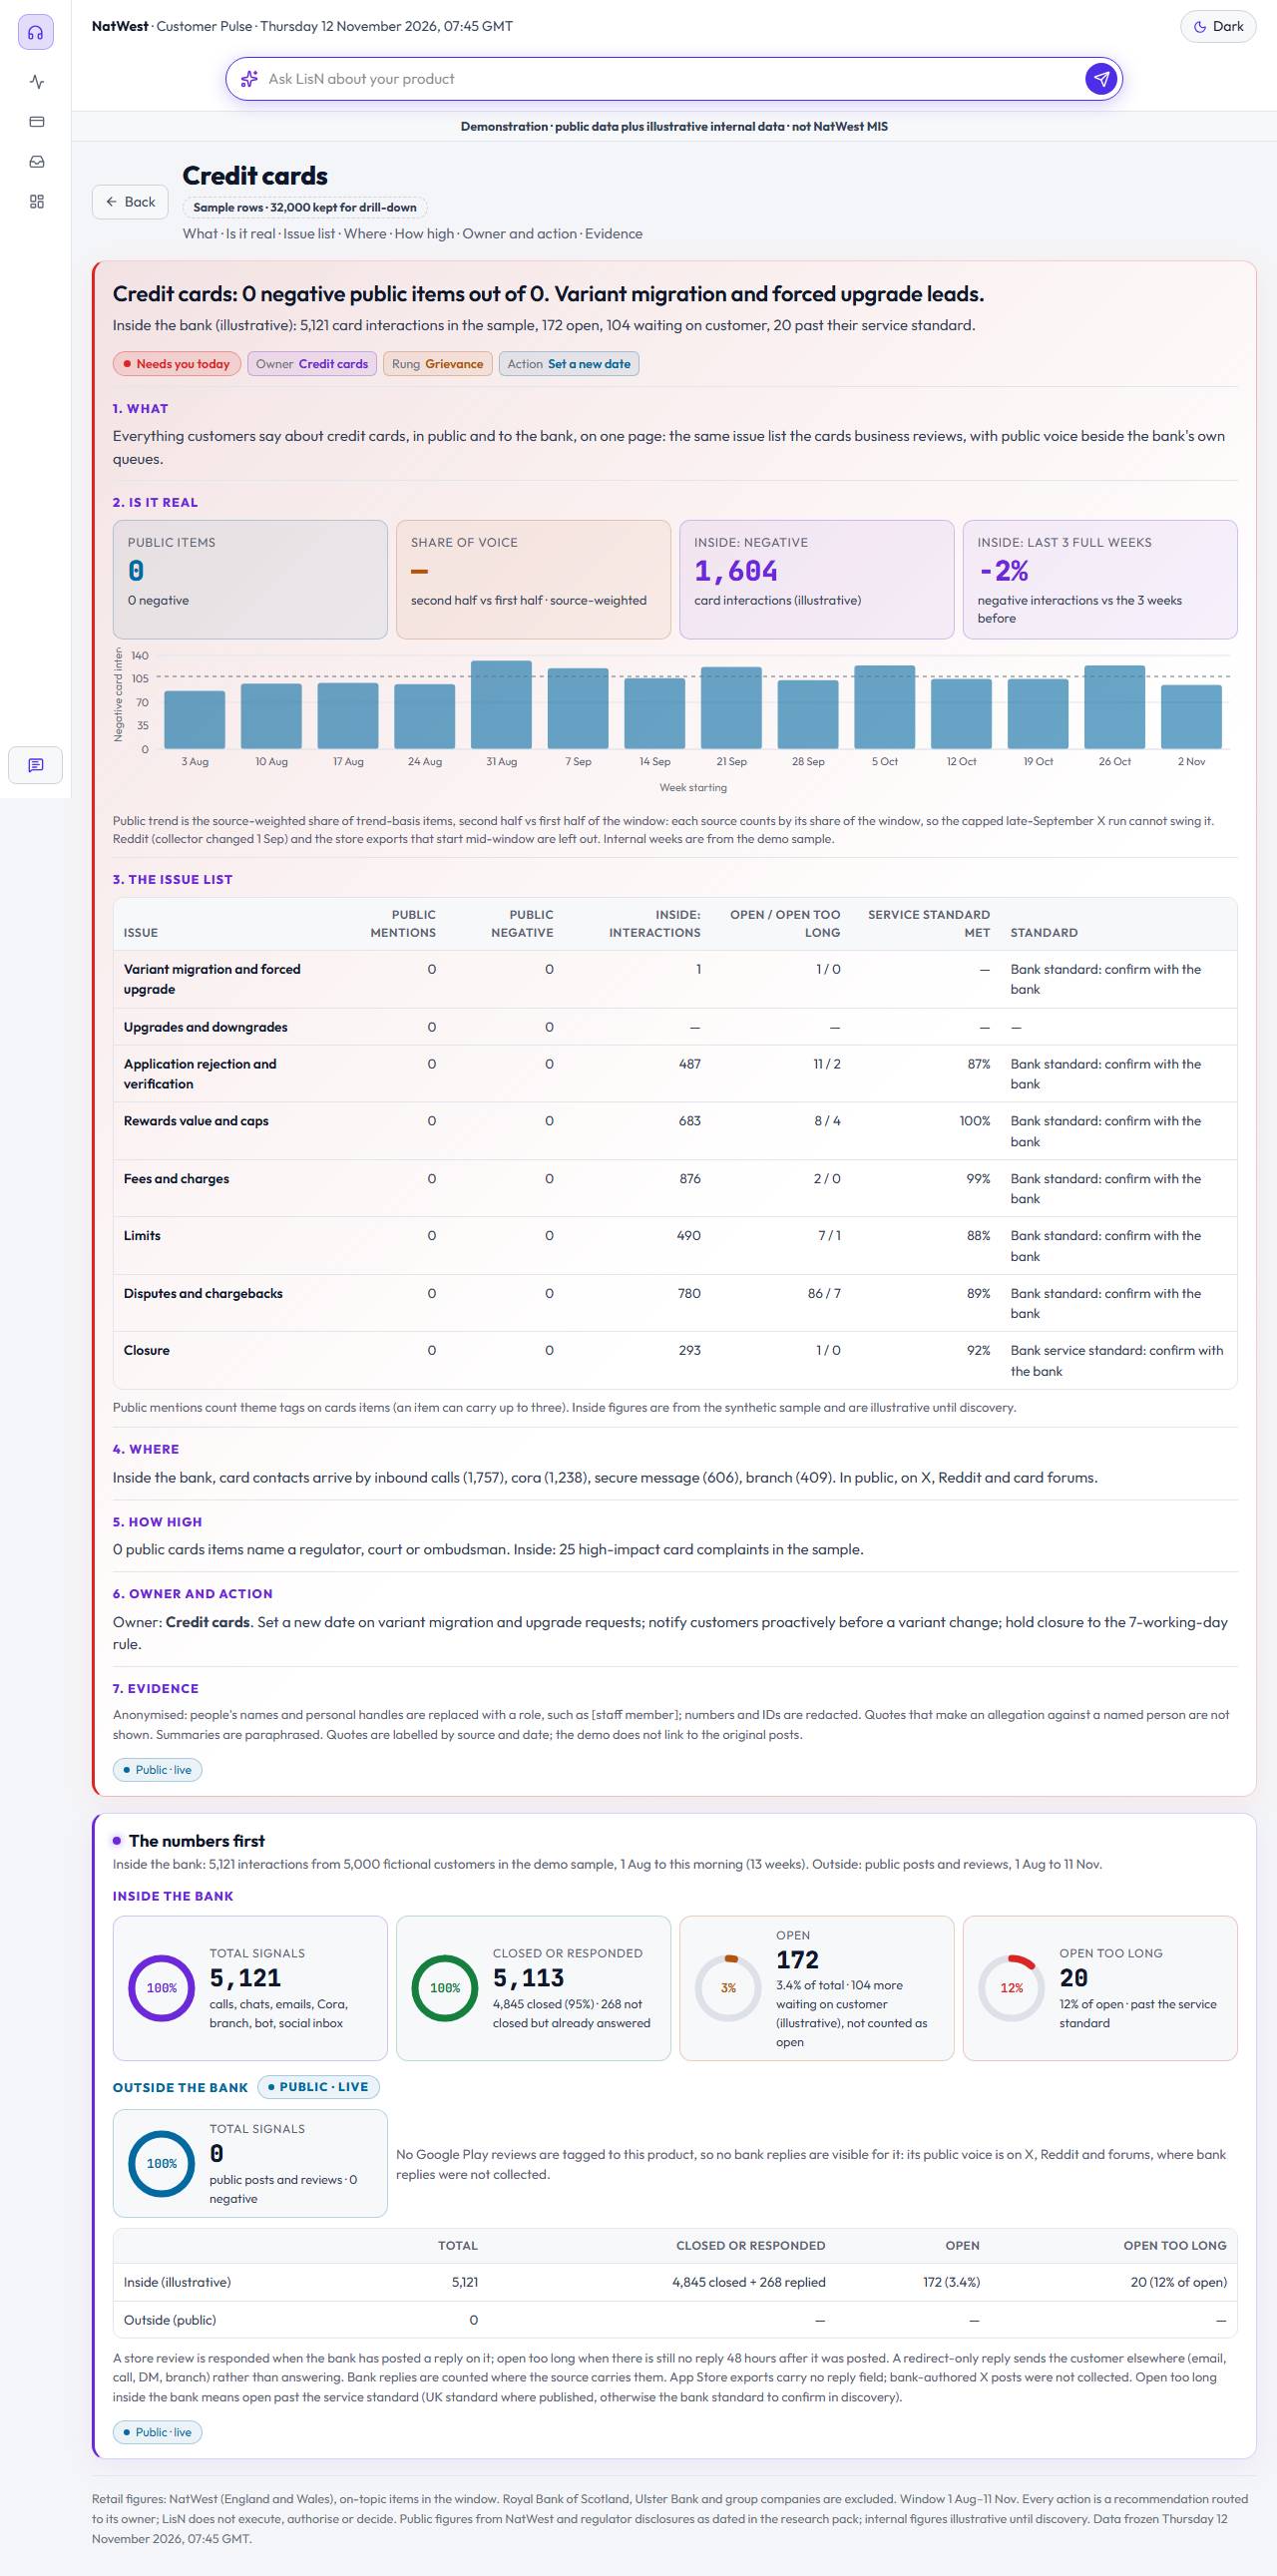 NatWest · Customer Pulse · Thursday 12 November 2026, 07:45 GMT
Dark
Ask LisN about your product
Demonstration · public data plus illustrative internal data · not NatWest MIS
Back
Credit cards
Sample rows · 32,000 kept for drill-down
What · Is it real · Issue list · Where · How high · Owner and action · Evidence
Credit cards: 0 negative public items out of 0. Variant migration and forced upgrade leads.
Inside the bank (illustrative): 5,121 card interactions in the sample, 172 open, 104 waiting on customer, 20 past their service standard.
Needs you today
Owner Credit cards
Rung Grievance
Action Set a new date
1. WHAT
Everything customers say about credit cards, in public and to the bank, on one page: the same issue list the cards business reviews, with public voice beside the bank's own
queues.
2. IS IT REAL
PUBLIC ITEMS
0
0 negative
SHARE OF VOICE
—
second half vs first half · source-weighted
INSIDE: NEGATIVE
1,604
card interactions (illustrative)
INSIDE: LAST 3 FULL WEEKS
-2%
negative interactions vs the 3 weeks
before
Negative card inter
140
105
70
35
0
3 Aug 10 Aug 17 Aug 24 Aug 31 Aug 7 Sep 14 Sep 21 Sep 28 Sep 5 Oct 12 Oct 19 Oct 26 Oct 2 Nov
Week starting
Public trend is the source-weighted share of trend-basis items, second half vs first half of the window: each source counts by its share of the window, so the capped late-September X run cannot swing it.
Reddit (collector changed 1 Sep) and the store exports that start mid-window are left out. Internal weeks are from the demo sample.
3. THE ISSUE LIST
ISSUE PUBLIC MENTIONS PUBLIC NEGATIVE INSIDE: INTERACTIONS OPEN / OPEN TOO LONG SERVICE STANDARD MET STANDARD
Variant migration and forced upgrade 0 0 1 1 / 0 — Bank standard: confirm with the bank
Upgrades and downgrades 0 0 — — — —
Application rejection and verification 0 0 487 11 / 2 87% Bank standard: confirm with the bank
Rewards value and caps 0 0 683 8 / 4 100% Bank standard: confirm with the bank
Fees and charges 0 0 876 2 / 0 99% Bank standard: confirm with the bank
Limits 0 0 490 7 / 1 88% Bank standard: confirm with the bank
Disputes and chargebacks 0 0 780 86 / 7 89% Bank standard: confirm with the bank
Closure 0 0 293 1 / 0 92% Bank service standard: confirm with the bank
Public mentions count theme tags on cards items (an item can carry up to three). Inside figures are from the synthetic sample and are illustrative until discovery.
4. WHERE
Inside the bank, card contacts arrive by inbound calls (1,757), cora (1,238), secure message (606), branch (409). In public, on X, Reddit and card forums.
5. HOW HIGH
0 public cards items name a regulator, court or ombudsman. Inside: 25 high-impact card complaints in the sample.
6. OWNER AND ACTION
Owner: Credit cards. Set a new date on variant migration and upgrade requests; notify customers proactively before a variant change; hold closure to the 7-working-day
rule.
7. EVIDENCE
Anonymised: people's names and personal handles are replaced with a role, such as [staff member]; numbers and IDs are redacted. Quotes that make an allegation against a named person are not
shown. Summaries are paraphrased. Quotes are labelled by source and date; the demo does not link to the original posts.
Public · live
The numbers first
Inside the bank: 5,121 interactions from 5,000 fictional customers in the demo sample, 1 Aug to this morning (13 weeks). Outside: public posts and reviews, 1 Aug to 11 Nov.
INSIDE THE BANK
100%
TOTAL SIGNALS
5,121
calls, chats, emails, Cora,
branch, bot, social inbox
100%
CLOSED OR RESPONDED
5,113
4,845 closed (95%) · 268 not
closed but already answered
3%
OPEN
172
3.4% of total · 104 more
waiting on customer
(illustrative), not counted as
open
12%
OPEN TOO LONG
20
12% of open · past the service
standard
OUTSIDE THE BANK
PUBLIC · LIVE
100%
TOTAL SIGNALS
0
public posts and reviews · 0
negative
No Google Play reviews are tagged to this product, so no bank replies are visible for it: its public voice is on X, Reddit and forums, where bank
replies were not collected.
TOTAL CLOSED OR RESPONDED OPEN OPEN TOO LONG
Inside (illustrative) 5,121 4,845 closed + 268 replied 172 (3.4%) 20 (12% of open)
Outside (public) 0 — — —
A store review is responded when the bank has posted a reply on it; open too long when there is still no reply 48 hours after it was posted. A redirect-only reply sends the customer elsewhere (email,
call, DM, branch) rather than answering. Bank replies are counted where the source carries them. App Store exports carry no reply field; bank-authored X posts were not collected. Open too long
inside the bank means open past the service standard (UK standard where published, otherwise the bank standard to confirm in discovery).
Public · live
Retail figures: NatWest (England and Wales), on-topic items in the window. Royal Bank of Scotland, Ulster Bank and group companies are excluded. Window 1 Aug–11 Nov. Every action is a recommendation routed
to its owner; LisN does not execute, authorise or decide. Public figures from NatWest and regulator disclosures as dated in the research pack; internal figures illustrative until discovery. Data frozen Thursday 12
November 2026, 07:45 GMT.